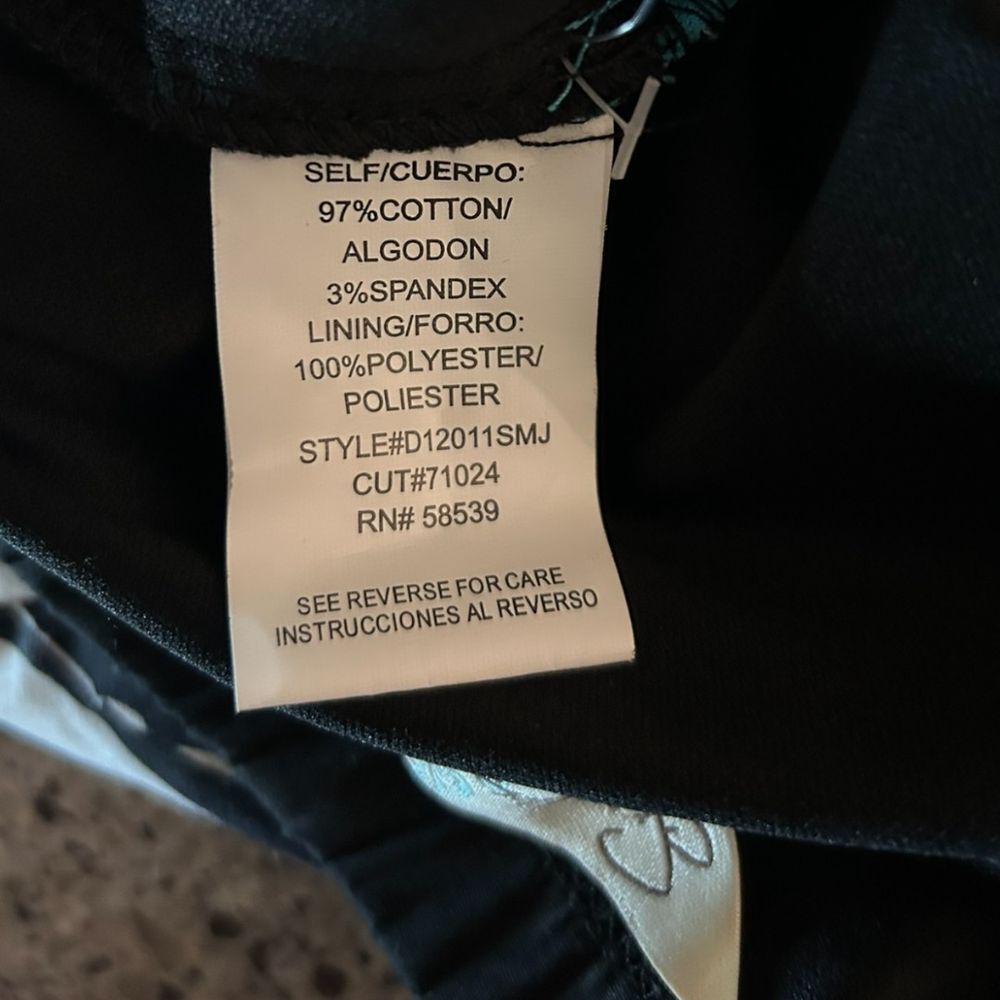 SELF/CUERPO:
97%COTTON/
ALGODON
3%SPANDEX
LINING/FORRO:
100%POLYESTER/
POLIESTER
STYLE#D12011SMJ
CUT#71024
RN# 58539
SEE REVERSE FOR CARE
INSTRUCCIONES AL REVERSO